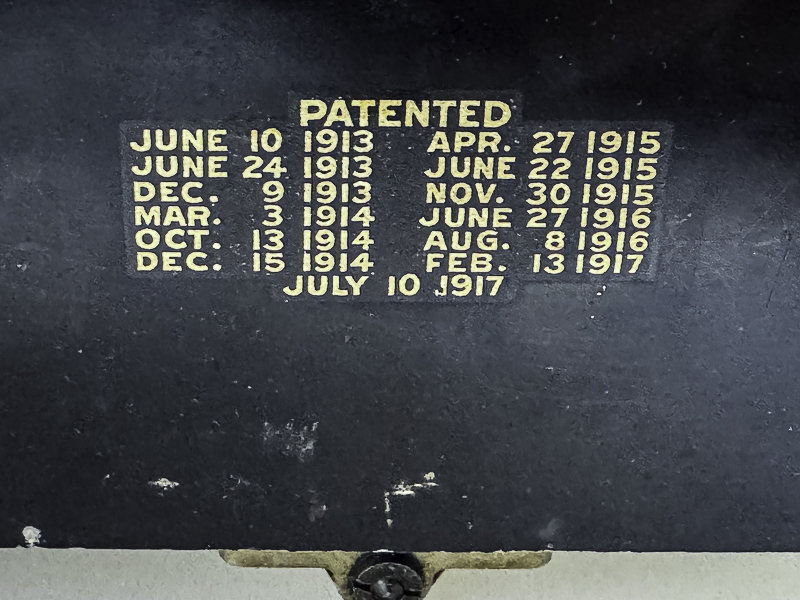 PATENTED
JUNE 10 1913 APR. 27 1915
JUNE 24 1913 JUNE 22 1915
DEC. 9 1913 NOV. 30 1915
MAR. 3 1914 JUNE 27 1916
OCT. 13 1914 AUG. 8 1916
DEC. 15 1914 FEB. 13 1917
JULY 10 1917